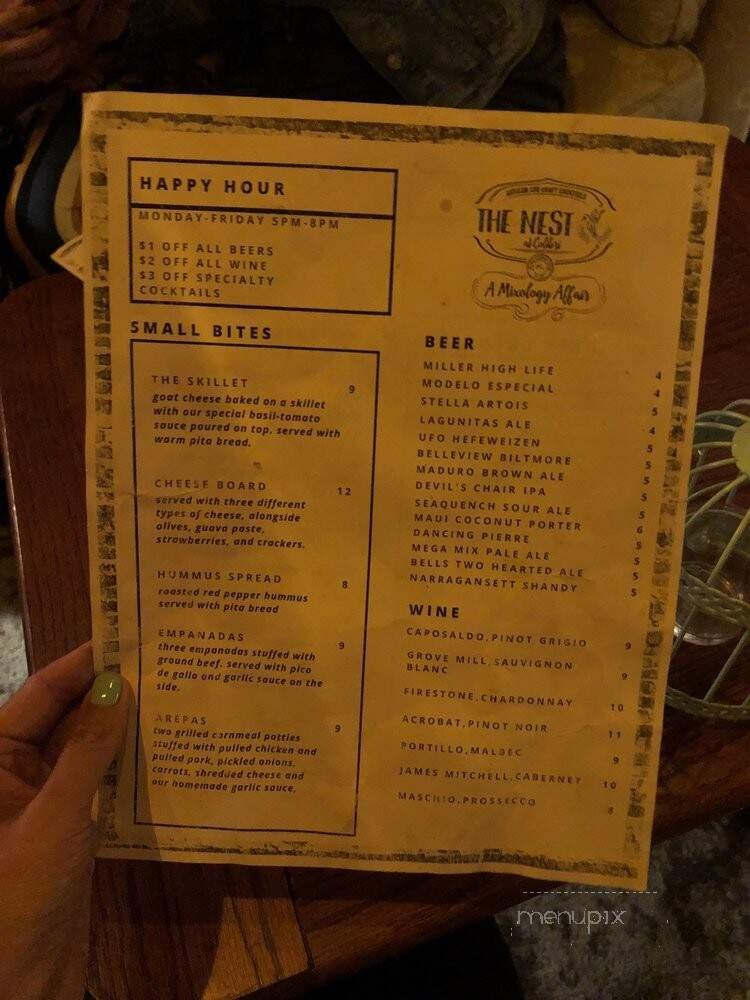 HAPPY HOUR
MONDAY-FRIDAY 5PM-8PM
$1 OFF ALL BEERS
$2 OFF ALL WINE
$3 OFF SPECIALTY
COCKTAILS
SMALL BITES
THE SKILLET 9
goat cheese baked on a skillet
with our special basil-tomato
sauce poured on top. served with
warm pita bread.
CHEESE BOARD 12
served with three different
types of cheese, alongside
olives, guava paste,
strawberries, and crackers.
HUMMUS SPREAD 8
roasted red pepper hummus
served with pita bread
EMPANADAS 9
three empanadas stuffed with
ground beef. served with pico
de gallo and garlic sauce on the
side.
AREPAS 9
two grilled cornmeal patties
stuffed with pulled chicken and
pulled pork, pickled onions,
carrots, shredded cheese and
our homemade garlic sauce.
THE NEST
at Colibri
A Mixology Affair
BEER
MILLER HIGH LIFE 4
MODELO ESPECIAL 5
STELLA ARTOIS 4
LAGUNITAS ALE 5
UFO HEFEWEIZEN 5
BELLEVIEW BILTMORE 5
MADURO BROWN ALE 5
DEVIL'S CHAIR IPA 5
SEAQUENCH SOUR ALE 6
MAUI COCONUT PORTER 5
DANCING PIERRE
MEGA MIX PALE ALE 5
BELLS TWO HEARTED ALE 5
NARRAGANSETT SHANDY 5
WINE
CAPOSALDO,PINOT GRIGIO 9
GROVE MILL,SAUVIGNON
BLANC 9
FIRESTONE,CHARDONNAY 10
ACROBAT,PINOT NOIR 11
PORTILLO,MALBEC 9
JAMES MITCHELL,CABERNET 10
MASCHIO,PROSSECCO 8
menupix